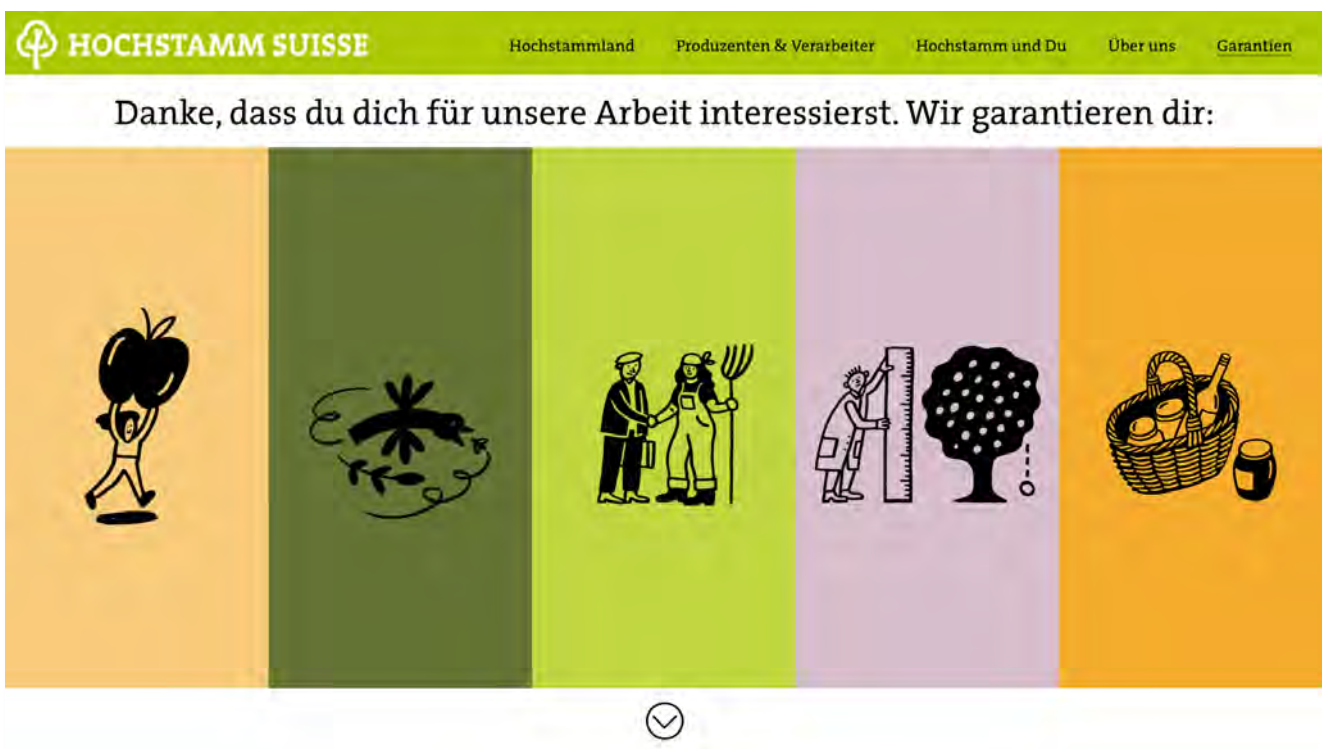 HOCHSTAMM SUISSE
Hochstammland Produzenten & Verarbeiter Hochstamm und Du Über uns Garantien
Danke, dass du dich für unsere Arbeit interessierst. Wir garantieren dir: